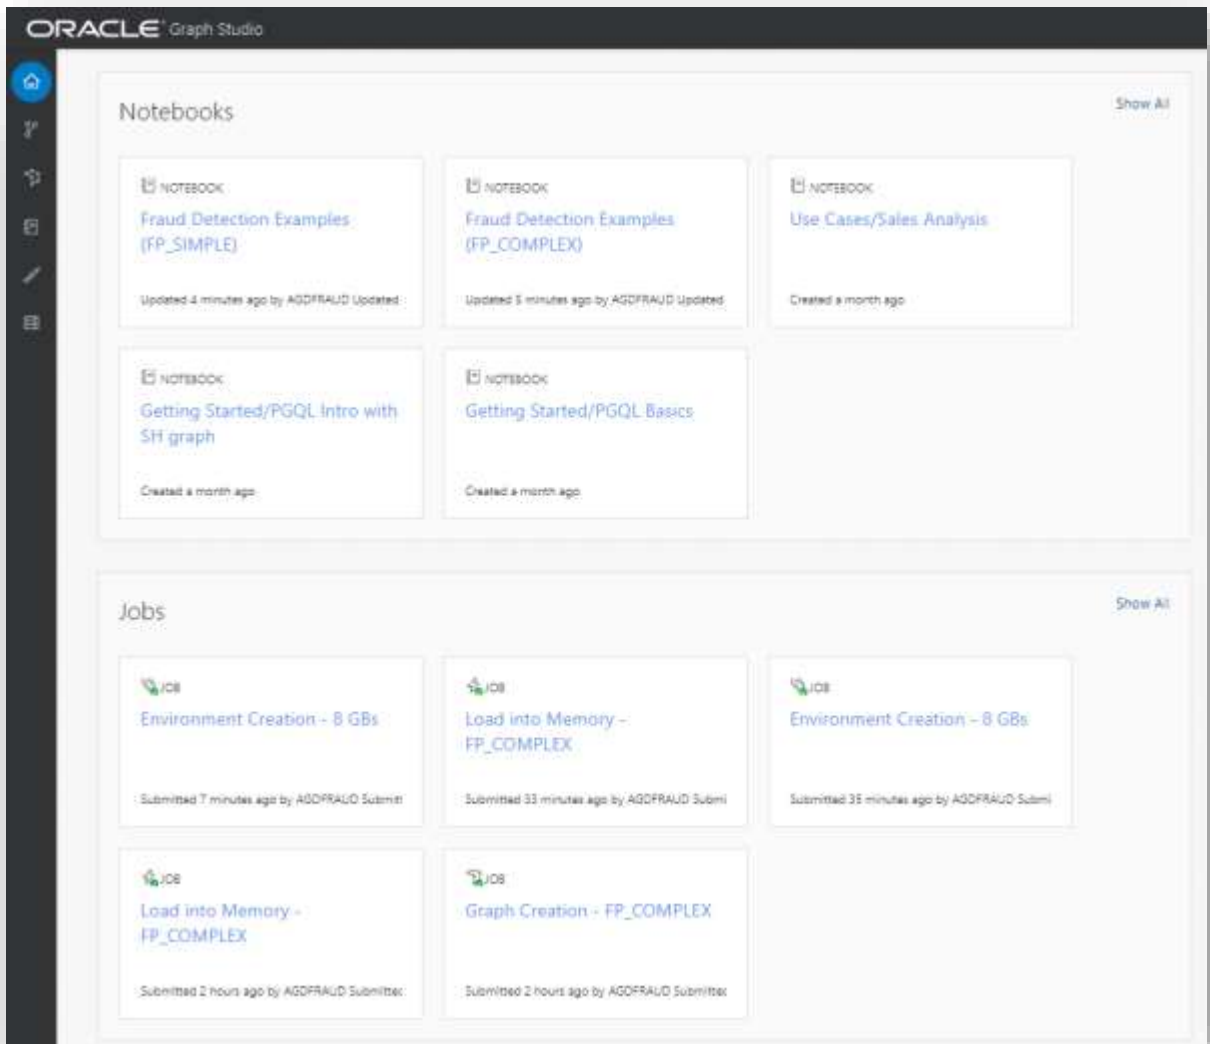 ORACLE Graph Studio
Notebooks
Show All
NOTEBOOK
Fraud Detection Examples
(FP_SIMPLE)
Updated 4 minutes ago by AGDFRAUD Updated
NOTEBOOK
Fraud Detection Examples
(FP_COMPLEX)
Updated 5 minutes ago by AGDFRAUD Updated
NOTEBOOK
Use Cases/Sales Analysis
Created a month ago
NOTEBOOK
Getting Started/PGQL Intro with
SH graph
Created a month ago
NOTEBOOK
Getting Started/PGQL Basics
Created a month ago
Jobs
Show All
JOB
Environment Creation - 8 GBs
Submitted 7 minutes ago by AGDFRAUD Submitt
JOB
Load into Memory -
FP_COMPLEX
Submitted 33 minutes ago by AGDFRAUD Submi
JOB
Environment Creation - 8 GBs
Submitted 35 minutes ago by AGDFRAUD Submi
JOB
Load into Memory -
FP_COMPLEX
Submitted 2 hours ago by AGDFRAUD Submittec
JOB
Graph Creation - FP_COMPLEX
Submitted 2 hours ago by AGDFRAUD Submittec